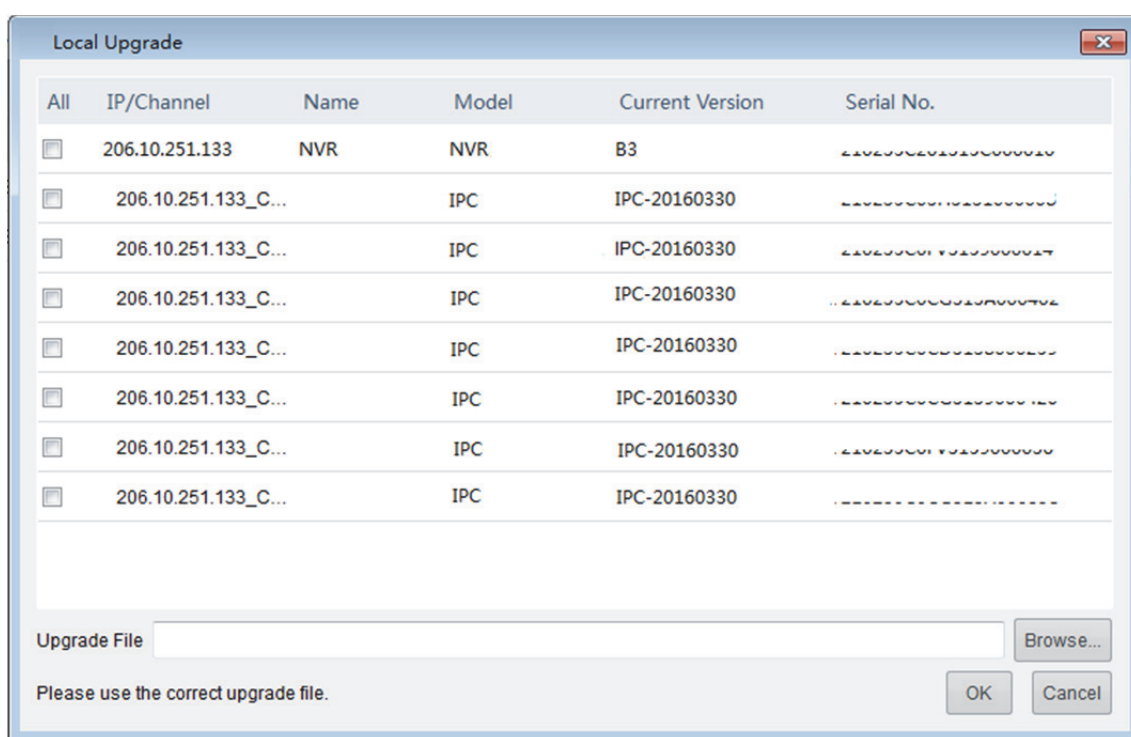 Local Upgrade
All IP/Channel Name Model Current Version Serial No.
206.10.251.133 NVR NVR B3
206.10.251.133_C... IPC IPC-20160330
206.10.251.133_C... IPC IPC-20160330
206.10.251.133_C... IPC IPC-20160330
206.10.251.133_C... IPC IPC-20160330
206.10.251.133_C... IPC IPC-20160330
206.10.251.133_C... IPC IPC-20160330
206.10.251.133_C... IPC IPC-20160330
Upgrade File Browse...
Please use the correct upgrade file. OK Cancel